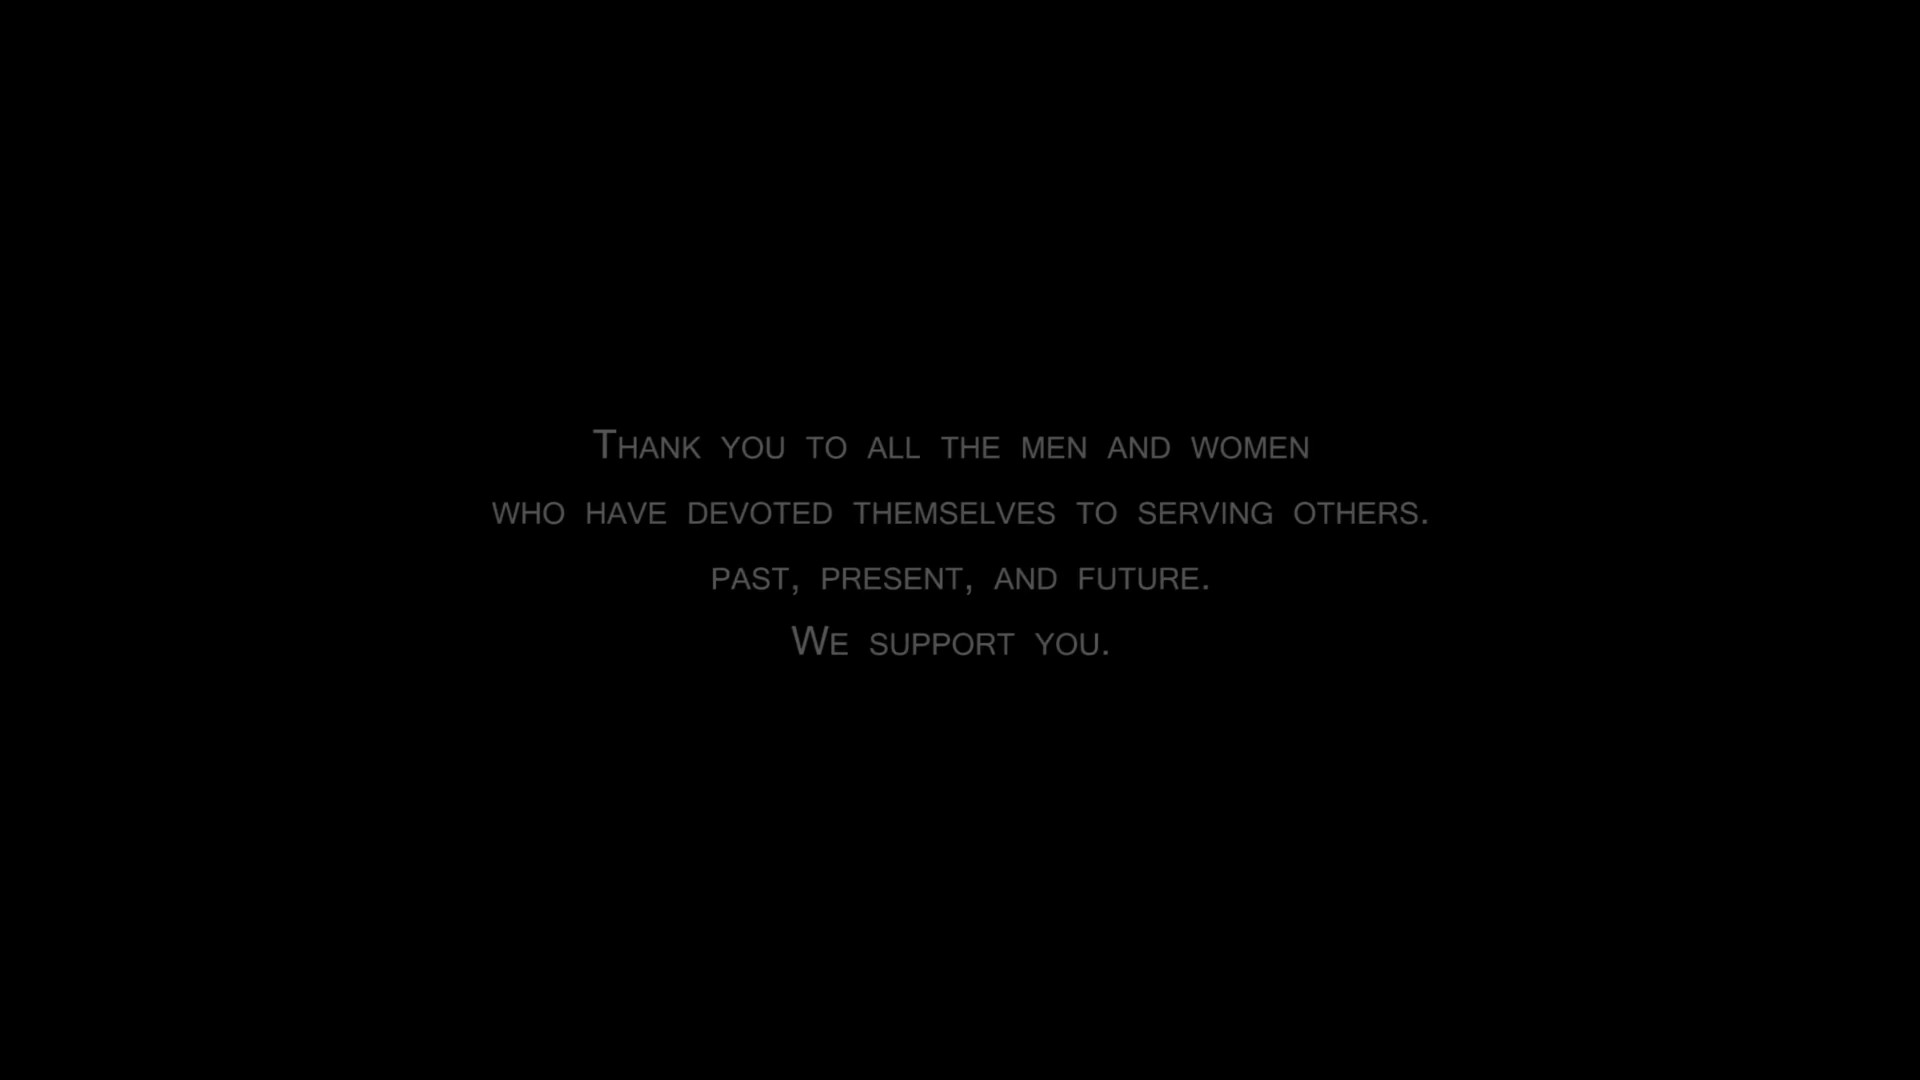 Thank you to all the men and women
who have devoted themselves to serving others.
past, present, and future.
We support you.